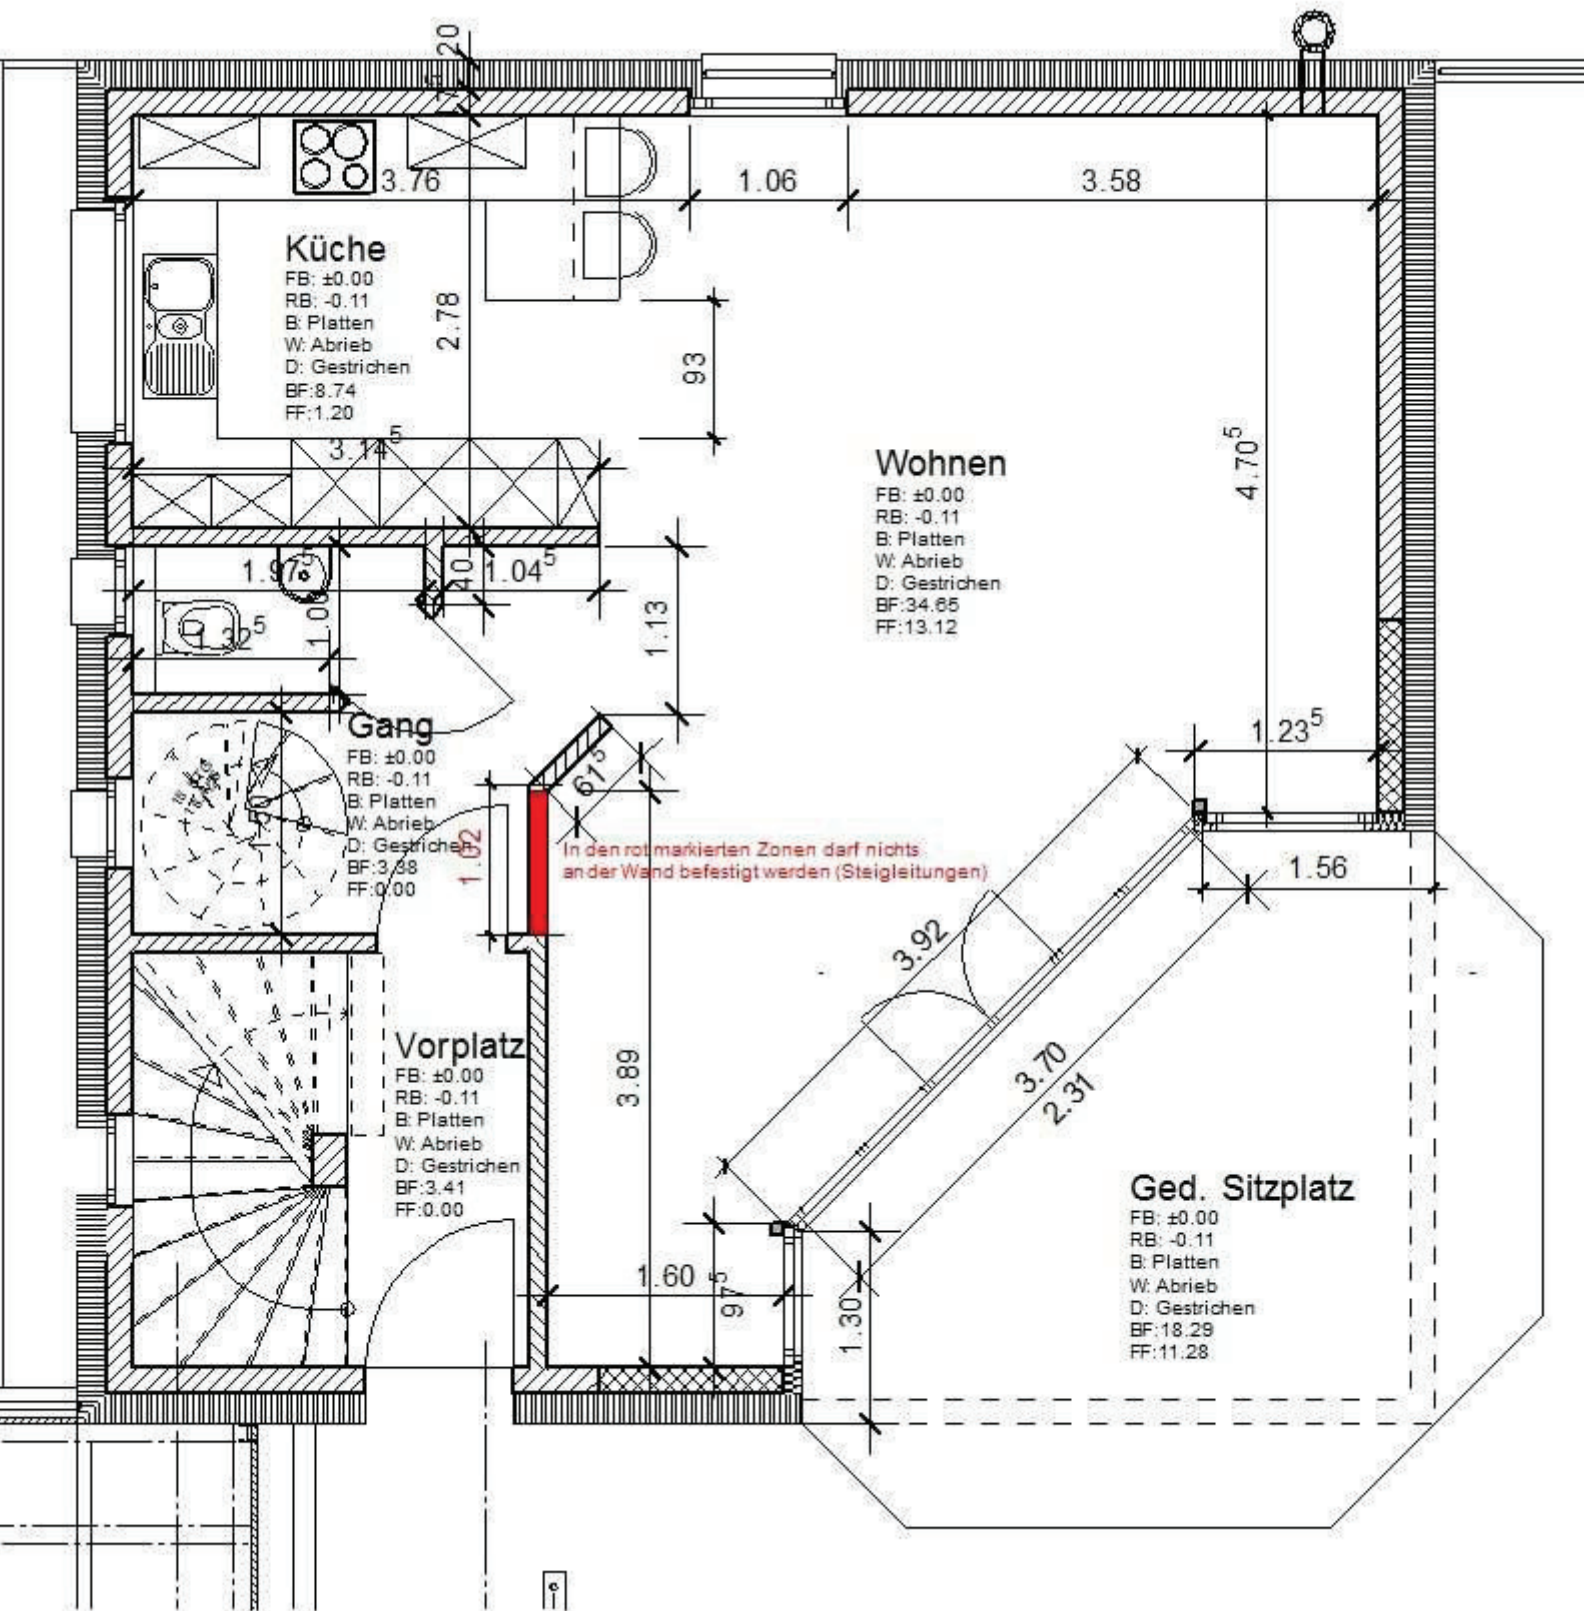 20
3.76
1.06
3.58
Küche
FB: ±0.00
RB: -0.11
B: Platten
W: Abrieb
D: Gestrichen
BF:8.74
FF:1.20
2.78
93
3.14⁵
Wohnen
FB: ±0.00
RB: -0.11
B: Platten
W: Abrieb
D: Gestrichen
BF:34.65
FF:13.12
4.70⁵
1.97⁵
40
1.04⁵
1.32⁵
1.13
Gang
FB: ±0.00
RB: -0.11
B: Platten
W: Abrieb
D: Gestrichen
BF:3.38
FF:0.00
61⁵
1.02
In den rot markierten Zonen darf nichts
an der Wand befestigt werden (Steigleitungen)
1.23⁵
1.56
3.92
3.70
2.31
Vorplatz
FB: ±0.00
RB: -0.11
B: Platten
W: Abrieb
D: Gestrichen
BF:3.41
FF:0.00
3.89
1.60
97⁵
1.30
Ged. Sitzplatz
FB: ±0.00
RB: -0.11
B: Platten
W: Abrieb
D: Gestrichen
BF:18.29
FF:11.28